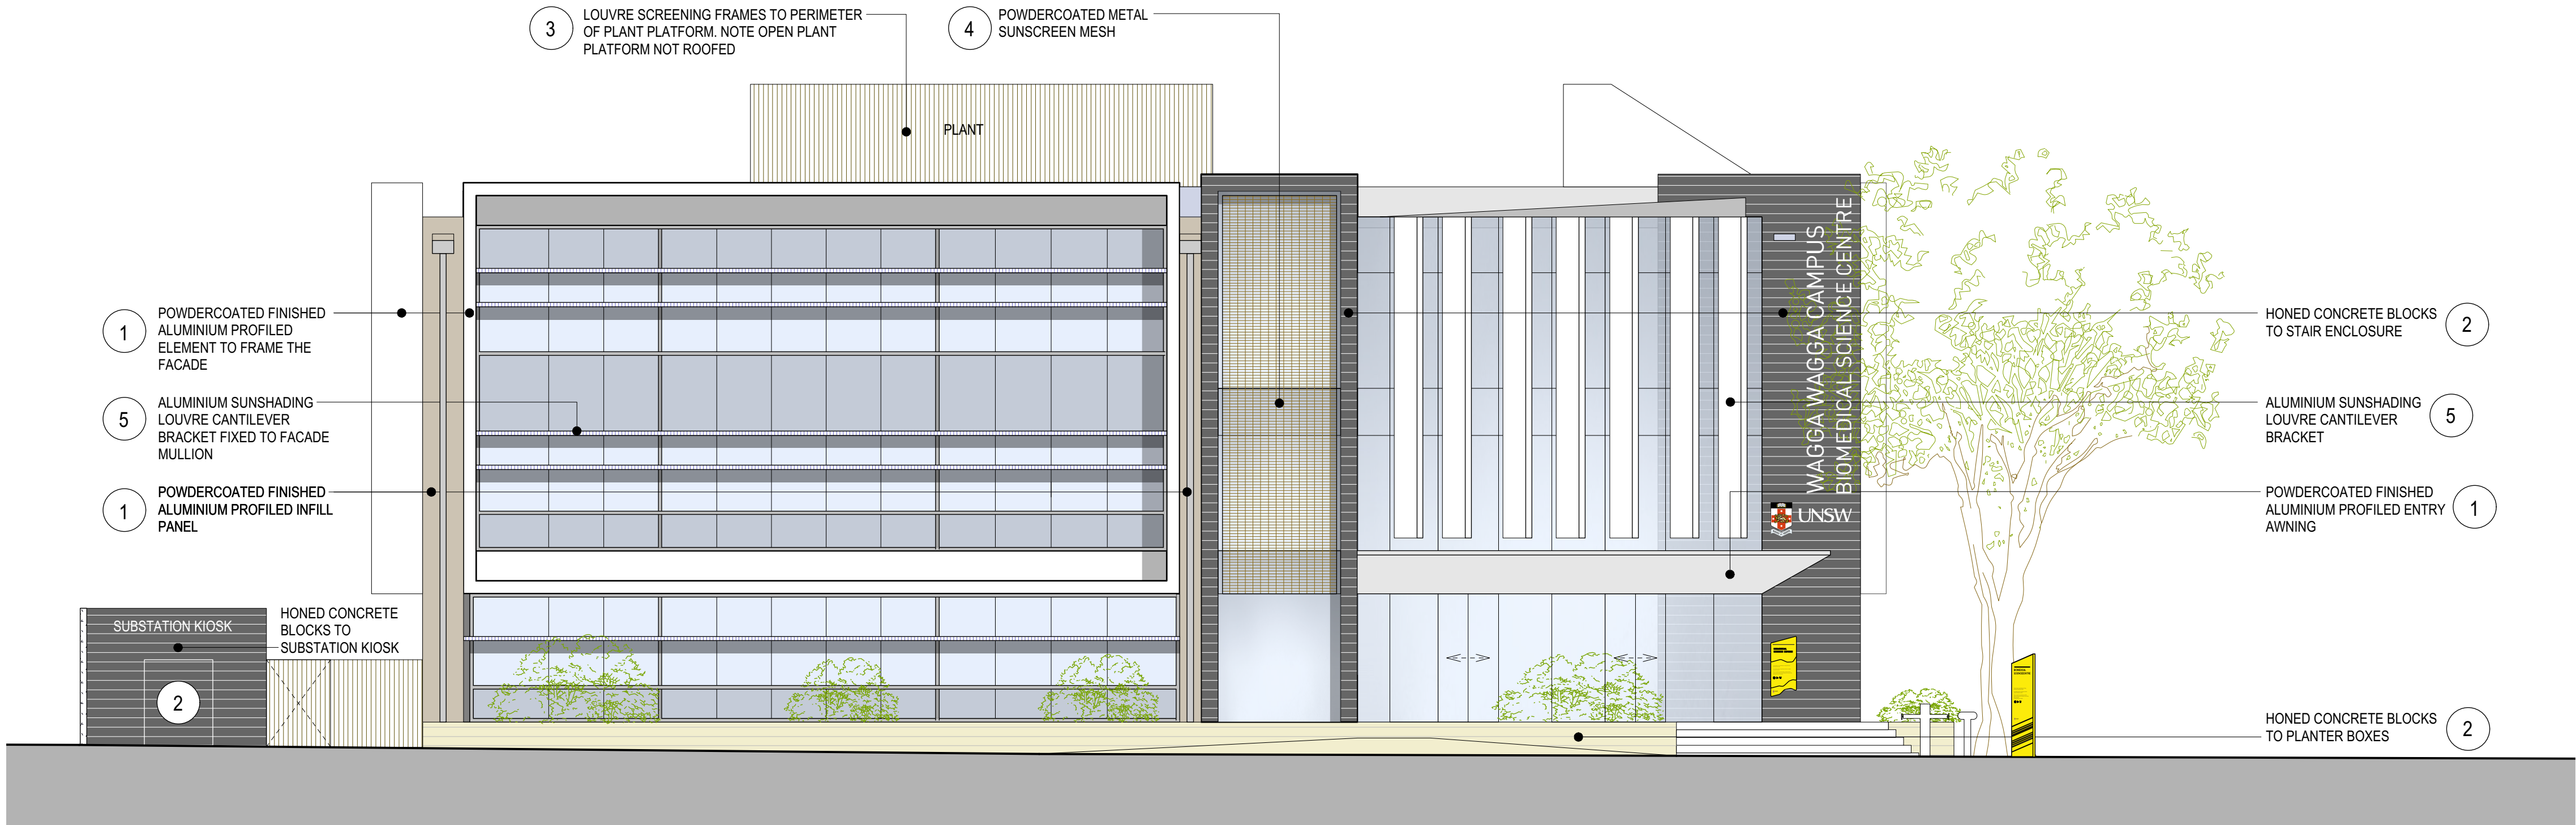 3
LOUVRE SCREENING FRAMES TO PERIMETER
OF PLANT PLATFORM. NOTE OPEN PLANT
PLATFORM NOT ROOFED
4
POWDERCOATED METAL
SUNSCREEN MESH
PLANT
1
POWDERCOATED FINISHED
ALUMINIUM PROFILED
ELEMENT TO FRAME THE
FACADE
5
ALUMINIUM SUNSHADING
LOUVRE CANTILEVER
BRACKET FIXED TO FACADE
MULLION
1
POWDERCOATED FINISHED
ALUMINIUM PROFILED INFILL
PANEL
SUBSTATION KIOSK
HONED CONCRETE
BLOCKS TO
SUBSTATION KIOSK
2
WAGGA WAGGA CAMPUS
BIOMEDICAL SCIENCE CENTRE
UNSW
HONED CONCRETE BLOCKS
TO STAIR ENCLOSURE
2
ALUMINIUM SUNSHADING
LOUVRE CANTILEVER
BRACKET
5
POWDERCOATED FINISHED
ALUMINIUM PROFILED ENTRY
AWNING
1
HONED CONCRETE BLOCKS
TO PLANTER BOXES
2